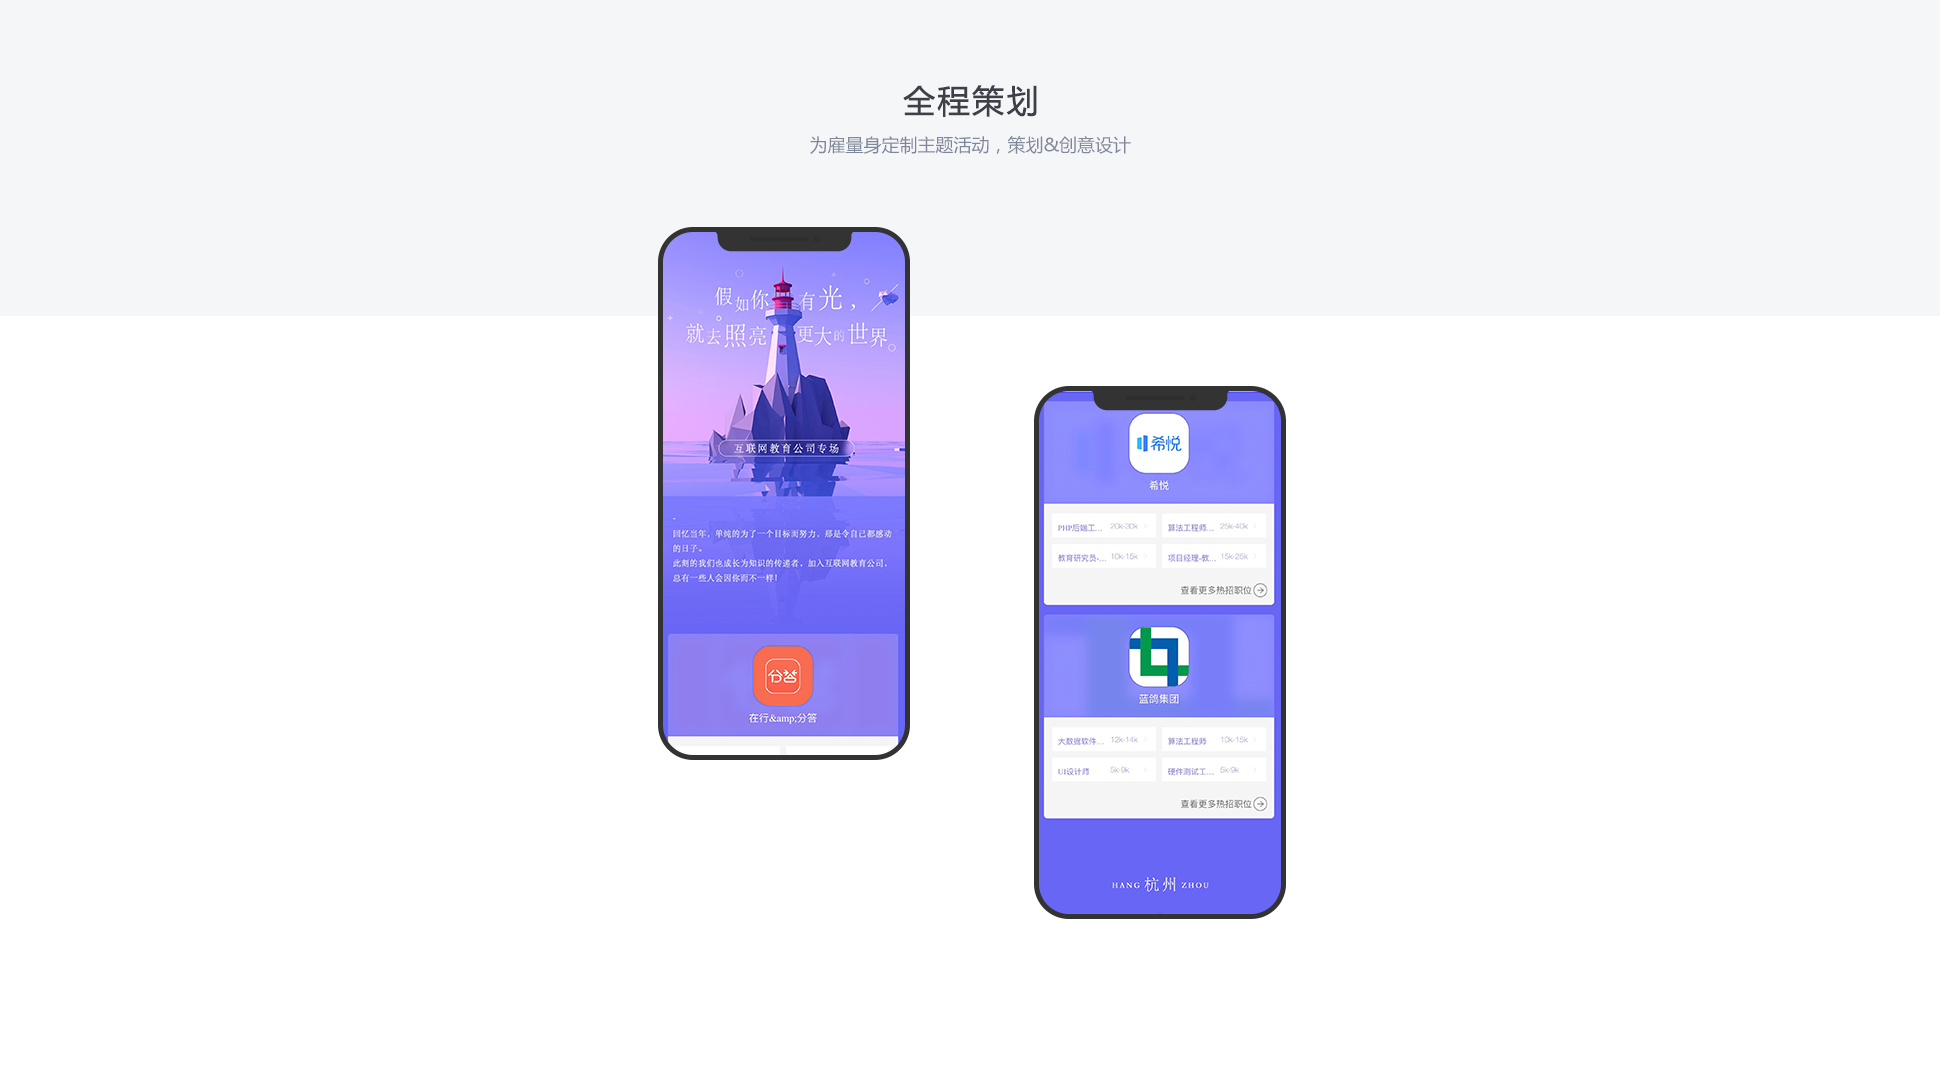 全程策划
为雇量身定制主题活动，策划&创意设计
假如你有光，
就去照亮更大的世界
互联网教育公司专场
回忆当年，单纯的为了一个目标而努力，那是令自己都感动
的日子。
此刻的我们也成长为知识的传递者，加入互联网教育公司，
总有一些人会因你而不一样！
分答
在行&amp;分答
希悦
希悦
PHP后端工... 20k-30k
算法工程师... 25k-40k
教育研究员-... 10k-15k
项目经理-教... 15k-25k
查看更多热招职位
蓝鸽集团
大数据软件... 12k-14k
算法工程师 10k-15k
UI设计师 5k-9k
硬件测试工... 5k-9k
查看更多热招职位
HANG 杭州 ZHOU